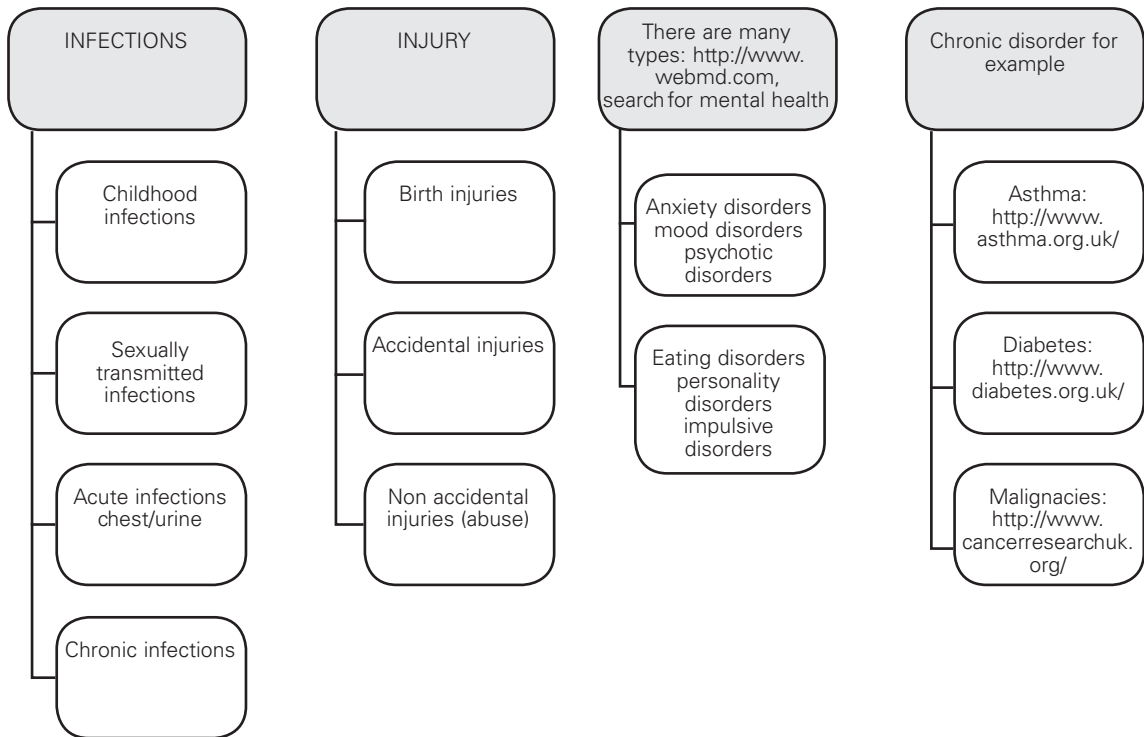 INFECTIONS
Childhood
infections
Sexually
transmitted
infections
Acute infections
chest/urine
Chronic infections
INJURY
Birth injuries
Accidental injuries
Non accidental
injuries (abuse)
There are many
types: http://www.
webmd.com,
search for mental health
Anxiety disorders
mood disorders
psychotic
disorders
Eating disorders
personality
disorders
impulsive
disorders
Chronic disorder for
example
Asthma:
http://www.
asthma.org.uk/
Diabetes:
http://www.
diabetes.org.uk/
Malignacies:
http://www.
cancerresearchuk.
org/